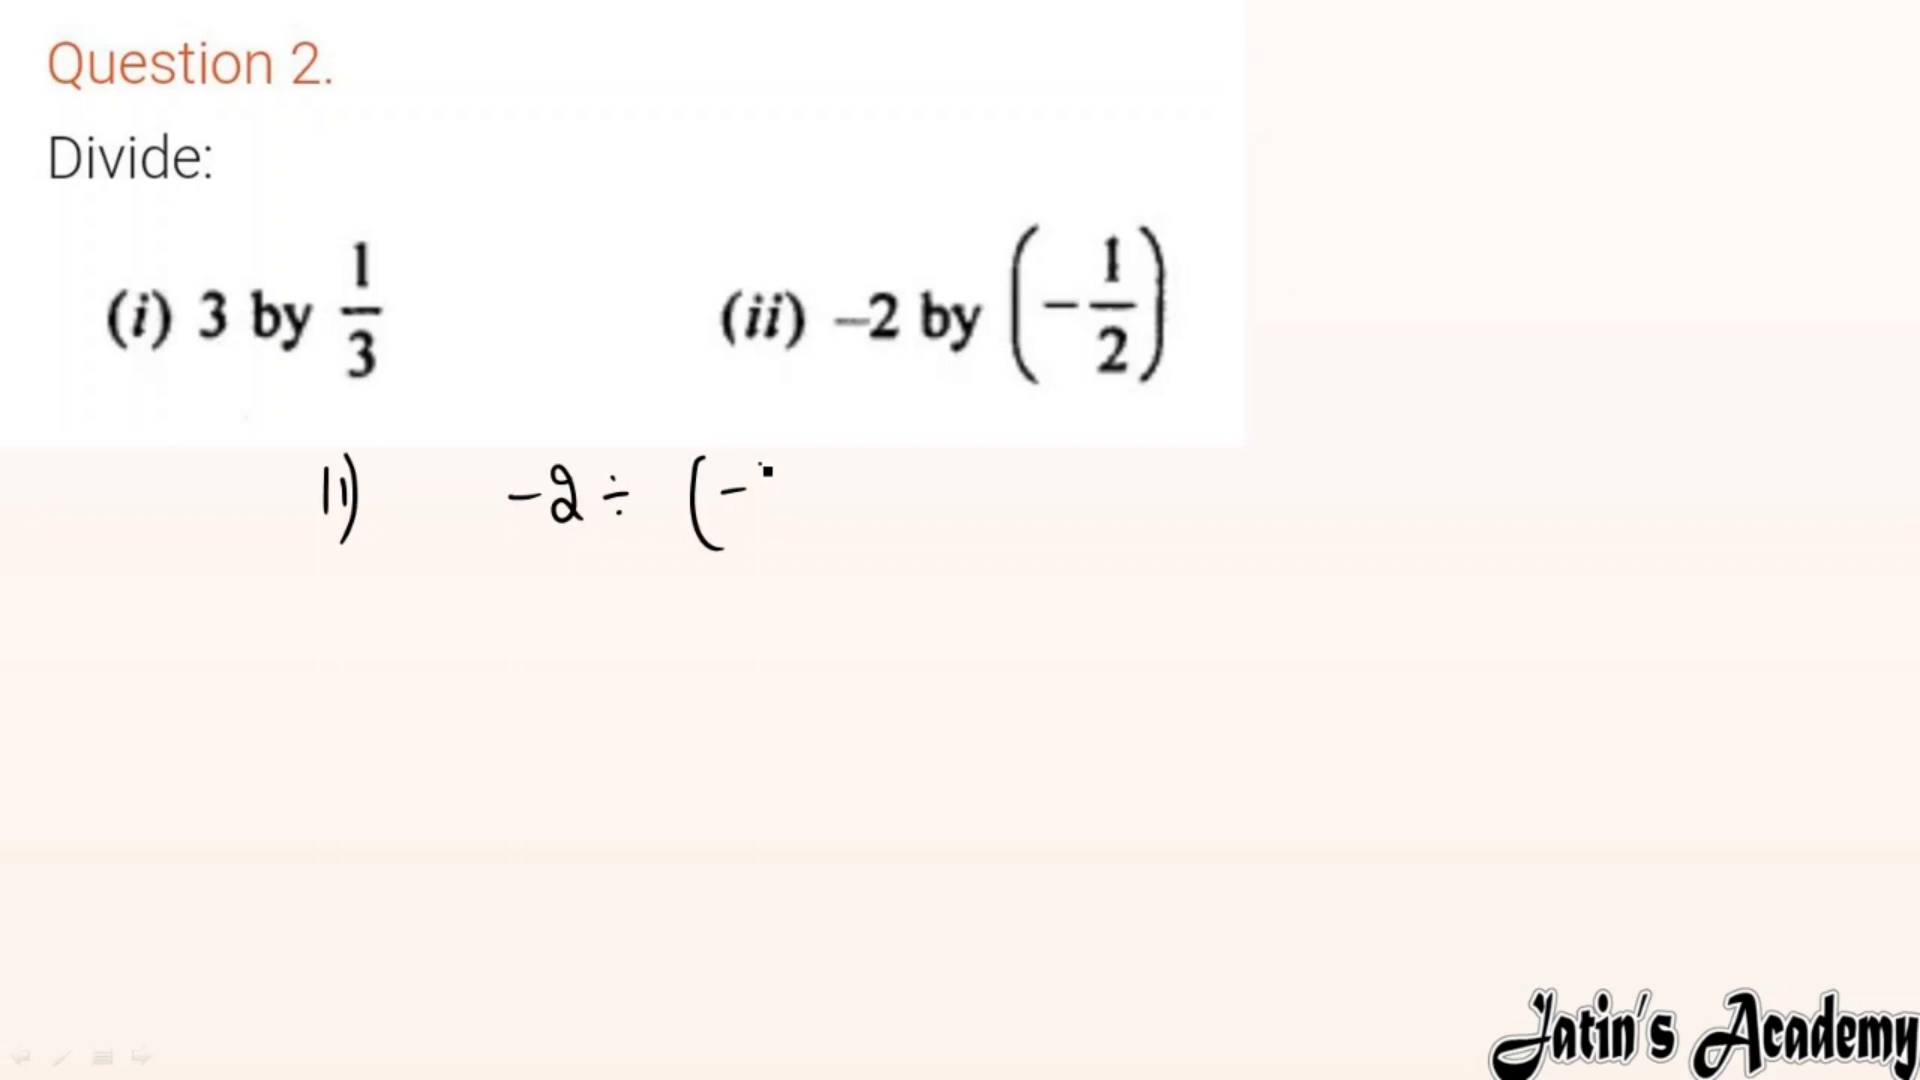 Question 2.
Divide:
(i) 3 by 1/3 (ii) –2 by (-1/2)
ii) -2 ÷ (-
Jatin's Academy